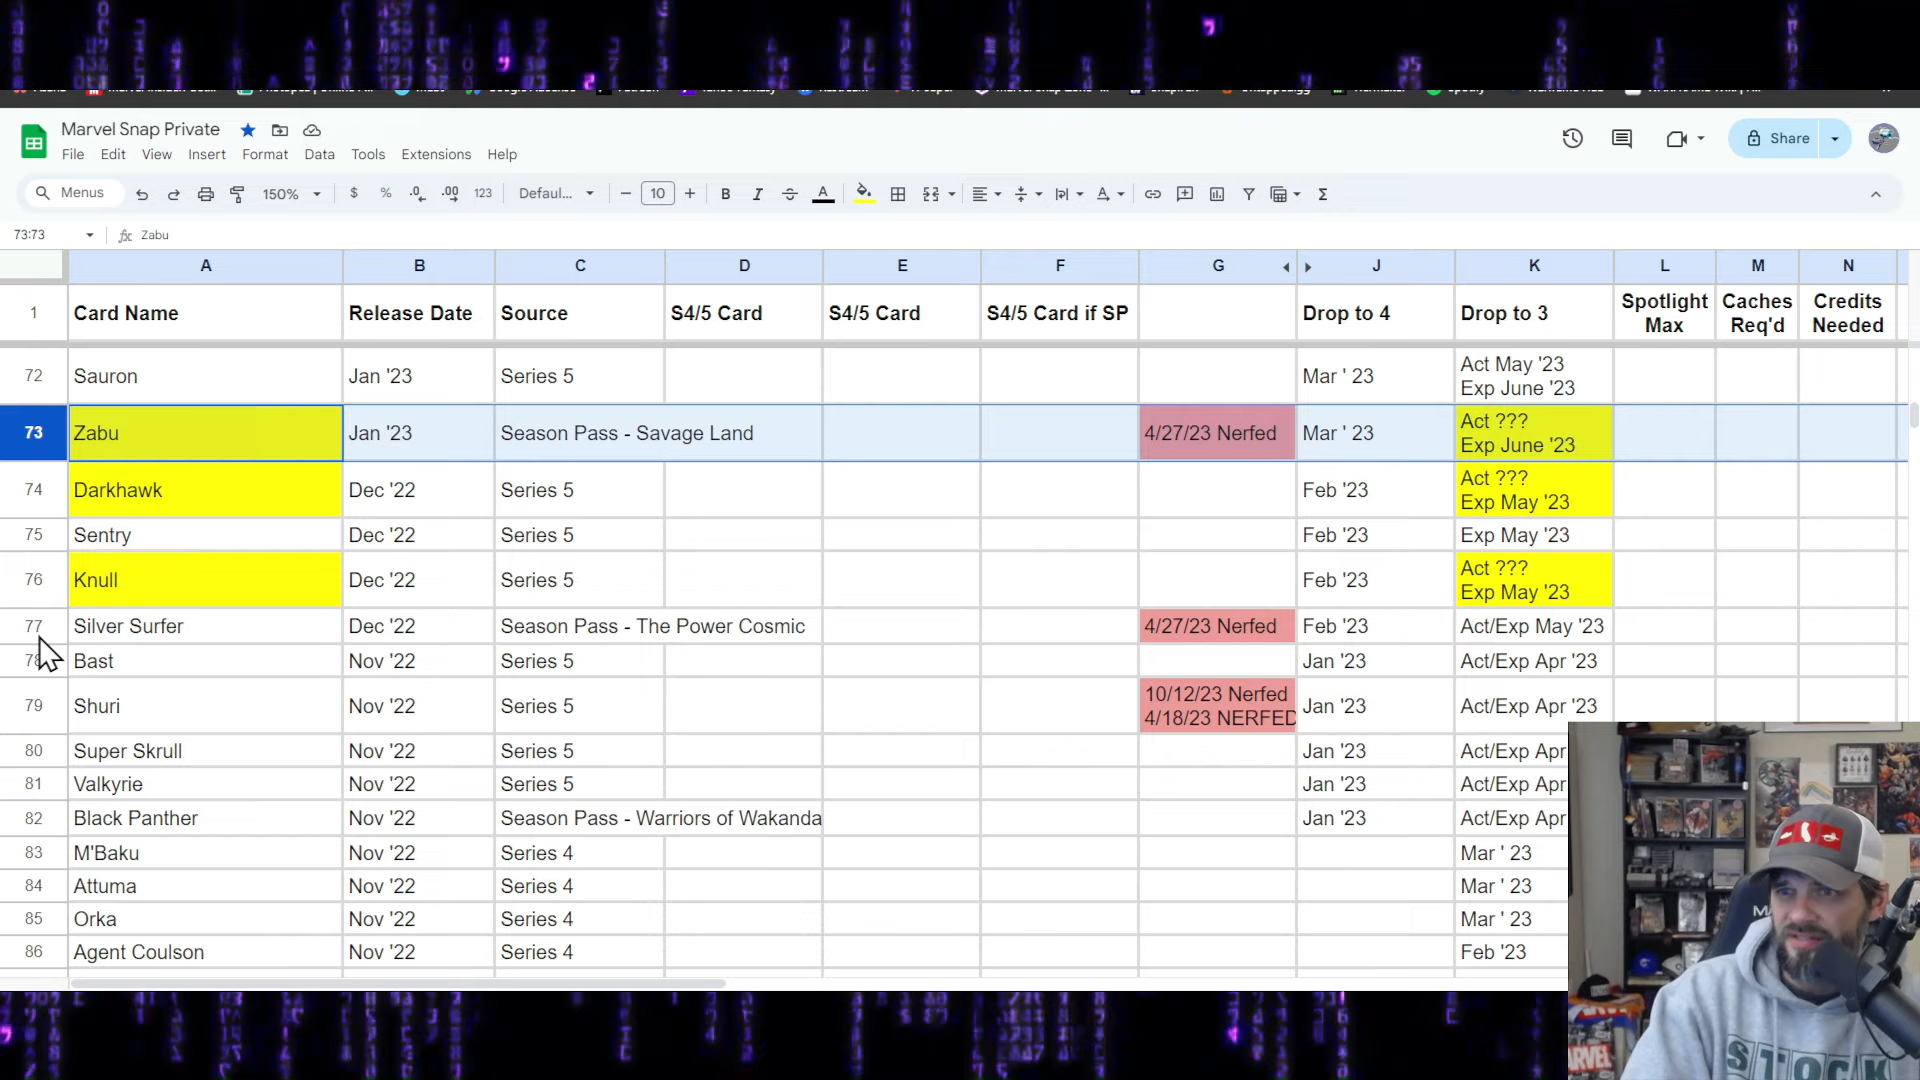 Marvel Snap Private
File Edit View Insert Format Data Tools Extensions Help
Share
Menus 150% $ % .0 .00 123 Defaul... 10 B I A
73:73 fx Zabu
A B C D E F G J K L M N
1 Card Name Release Date Source S4/5 Card S4/5 Card S4/5 Card if SP Drop to 4 Drop to 3 Spotlight Max Caches Req'd Credits Needed
72 Sauron Jan '23 Series 5 Mar ' 23 Act May '23
Exp June '23
73 Zabu Jan '23 Season Pass - Savage Land 4/27/23 Nerfed Mar ' 23 Act ???
Exp June '23
74 Darkhawk Dec '22 Series 5 Feb '23 Act ???
Exp May '23
75 Sentry Dec '22 Series 5 Feb '23 Exp May '23
76 Knull Dec '22 Series 5 Feb '23 Act ???
Exp May '23
77 Silver Surfer Dec '22 Season Pass - The Power Cosmic 4/27/23 Nerfed Feb '23 Act/Exp May '23
78 Bast Nov '22 Series 5 Jan '23 Act/Exp Apr '23
79 Shuri Nov '22 Series 5 10/12/23 Nerfed
4/18/23 NERFED Jan '23 Act/Exp Apr '23
80 Super Skrull Nov '22 Series 5 Jan '23 Act/Exp Apr
81 Valkyrie Nov '22 Series 5 Jan '23 Act/Exp Apr
82 Black Panther Nov '22 Season Pass - Warriors of Wakanda Jan '23 Act/Exp Apr
83 M'Baku Nov '22 Series 4 Mar ' 23
84 Attuma Nov '22 Series 4 Mar ' 23
85 Orka Nov '22 Series 4 Mar ' 23
86 Agent Coulson Nov '22 Series 4 Feb '23
MARVEL
STOCK